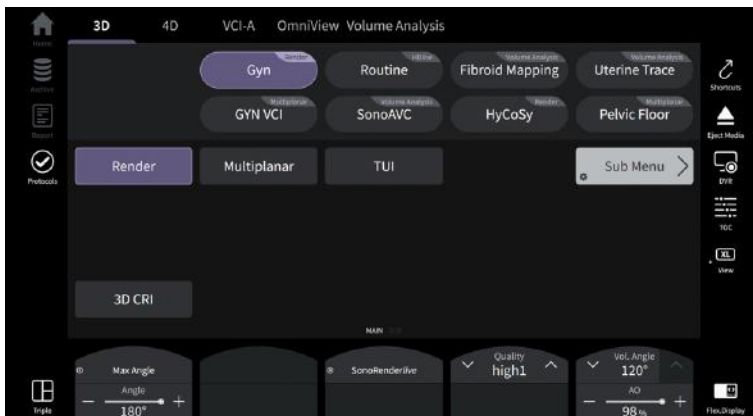 3D 4D VCI-A OmniView Volume Analysis
Home
Archive
Report
Protocols
Render
Gyn
HDlive
Routine
Volume Analysis
Fibroid Mapping
Volume Analysis
Uterine Trace
Multiplanar
GYN VCI
Volume Analysis
SonoAVC
Render
HyCoSy
Multiplanar
Pelvic Floor
Shortcuts
Eject Media
DVR
TGC
XL
View
Render Multiplanar TUI Sub Menu
3D CRI
MAIN
Max Angle
Angle
180°
SonoRenderlive
Quality
high1
Vol. Angle
120°
AO
98 %
Triple
Flex.Display